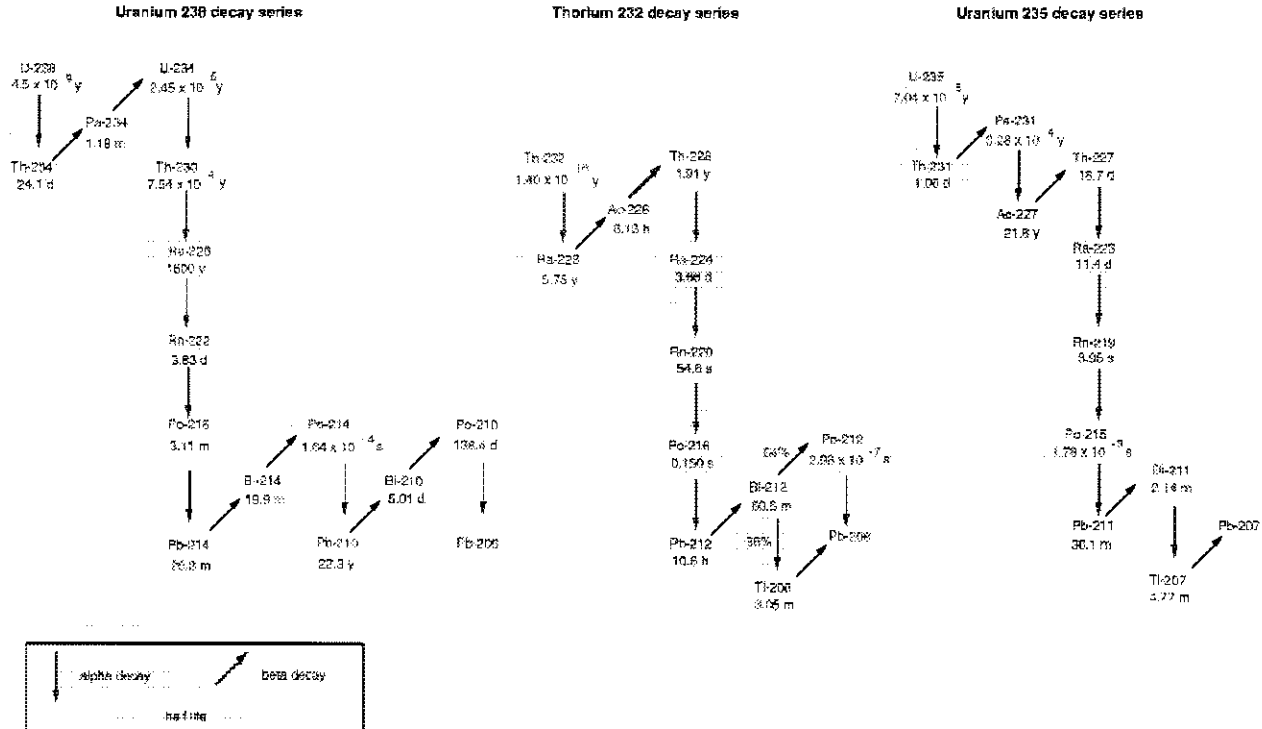 Uranium 238 decay series
Thorium 232 decay series
Uranium 235 decay series
U-238
4.5 x 10 9 y
U-234
2.45 x 10 5 y
Pa-234
1.18 m
Th-234
24.1 d
Th-230
7.54 x 10 4 y
Ra-226
1600 y
Rn-222
3.83 d
Po-218
3.11 m
Po-214
1.64 x 10 -4 s
Po-210
138.4 d
Bi-214
19.9 m
Bi-210
5.01 d
Pb-214
26.8 m
Pb-210
22.3 y
Pb-206
Th-232
1.40 x 10 10 y
Th-228
1.91 y
Ac-228
6.13 h
Ra-228
5.75 y
Ra-224
3.66 d
Rn-220
54.6 s
Po-216
0.150 s
64%
Po-212
2.98 x 10 -7 s
Bi-212
60.6 m
Pb-212
10.6 h
36%
Pb-208
Tl-208
3.05 m
U-235
7.04 x 10 8 y
Pa-231
3.28 x 10 4 y
Th-231
1.06 d
Th-227
18.7 d
Ac-227
21.8 y
Ra-223
11.4 d
Rn-219
3.96 s
Po-215
1.78 x 10 -3 s
Bi-211
2.14 m
Pb-211
36.1 m
Pb-207
Tl-207
4.77 m
alpha decay
beta decay
half life